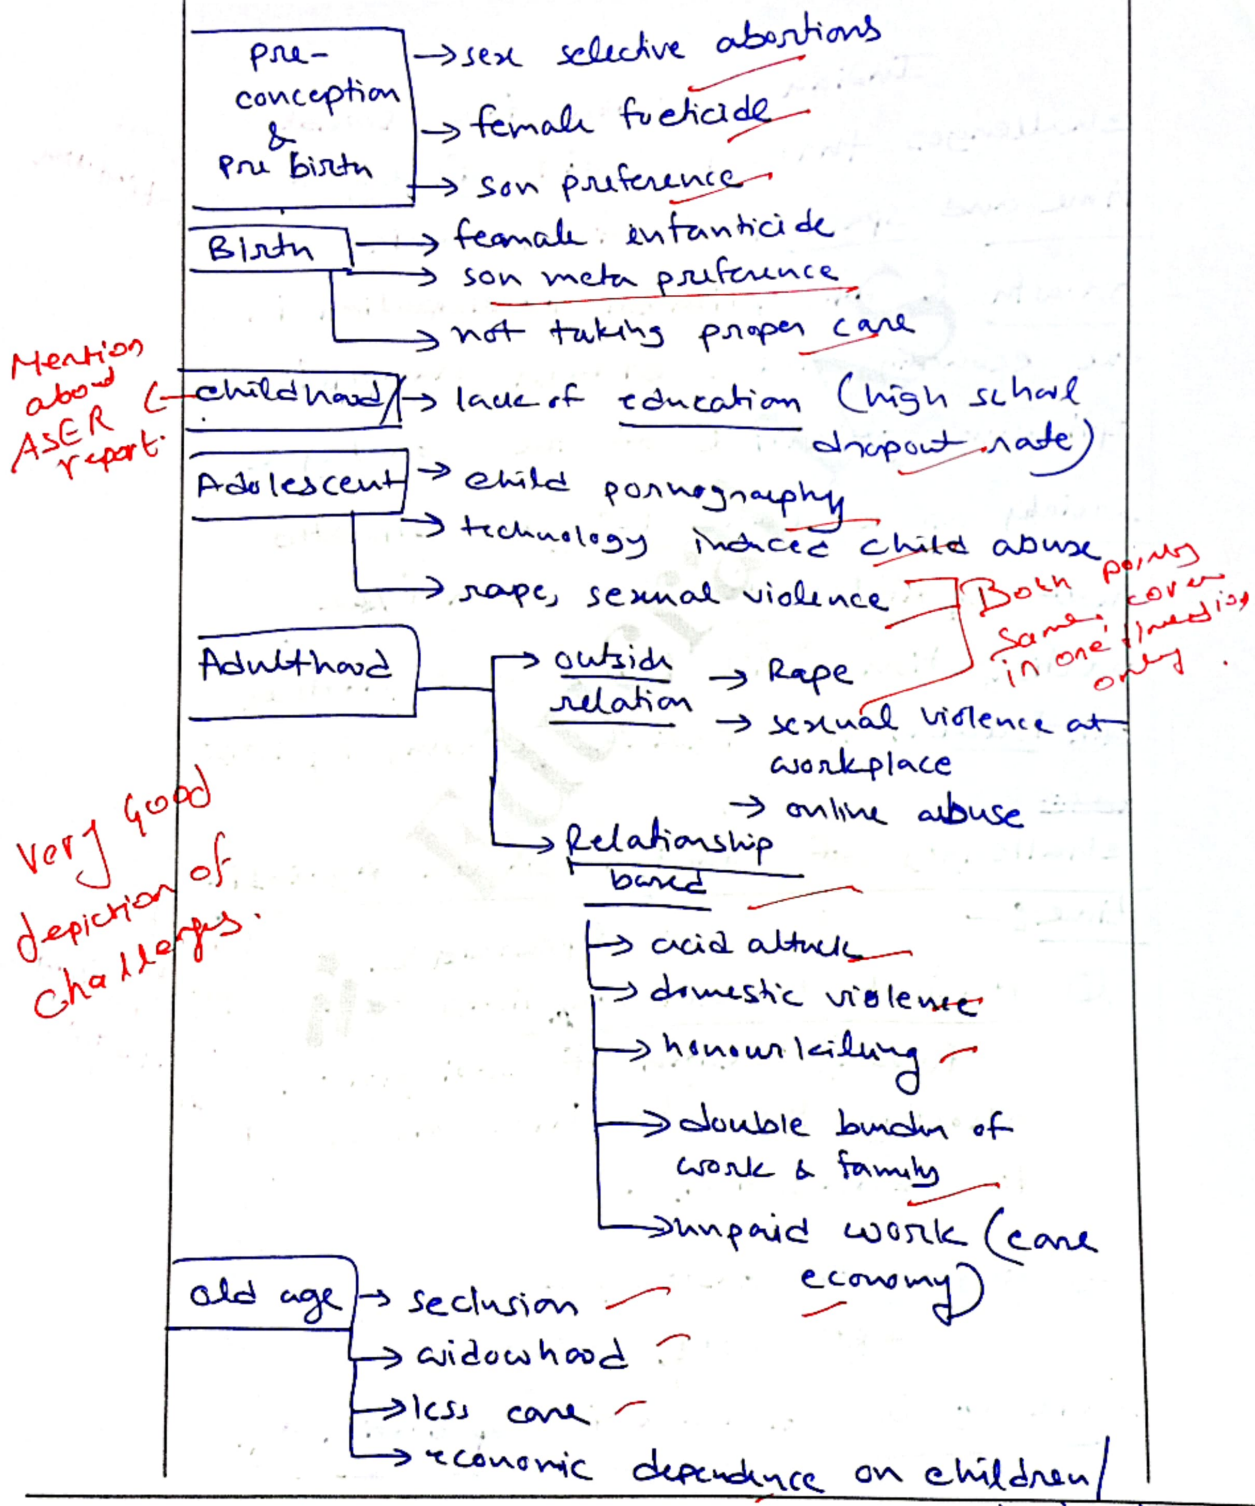 pre-
conception
&
pre birth
→ sex selective abortions
→ female foeticide
→ son preference
Birth
→ feamale infanticide
→ son meta preference
→ not taking proper care
Mention
about
ASER
report.
childhood
→ lack of education (high school
dropout rate)
Adolescent
→ child pornography
→ technology induced child abuse
→ rape, sexual violence
Both points
same, cover
in one
only.
Adulthood
→ outside
relation
→ Rape
→ sexual violence at
workplace
→ online abuse
→ Relationship
based
very Good
depiction of
challenges.
→ acid attack
→ domestic violence
→ honour killing
→ double burden of
work & family
→ unpaid work (care
economy)
old age
→ seclusion
→ widowhood
→ less care
→ economic dependence on children/